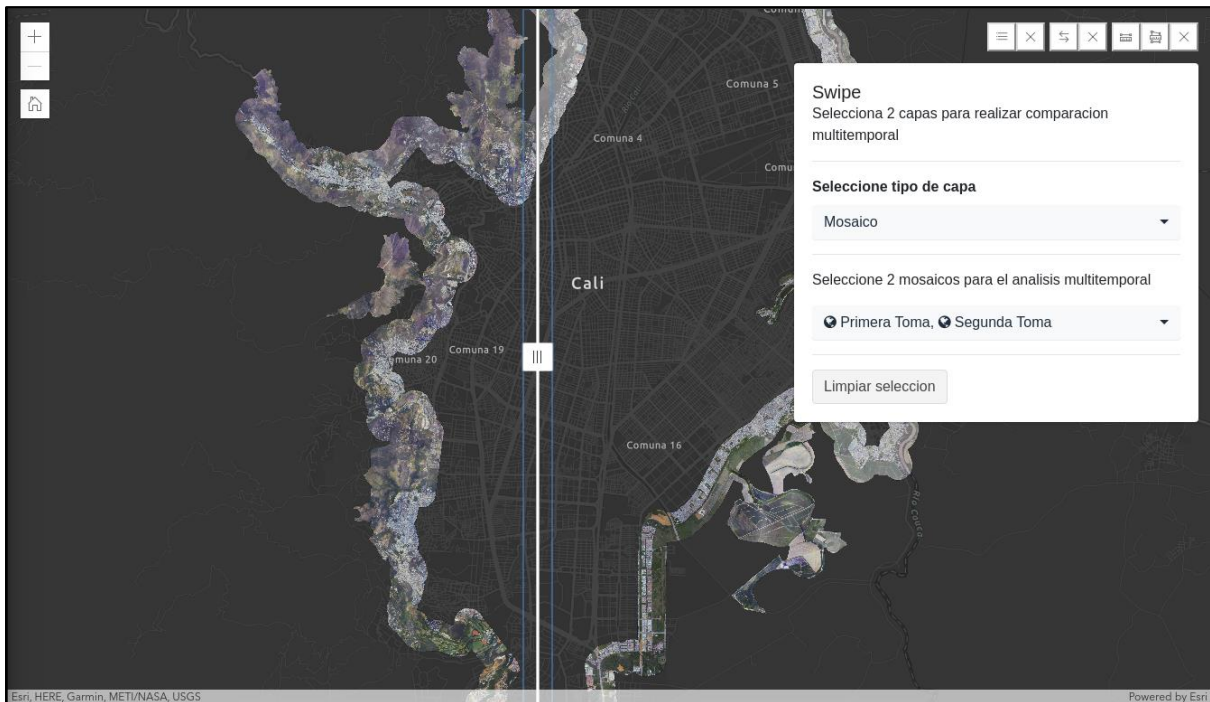 Comuna 5
Comuna 4
Cali
Comuna 19
Comuna 16
Río Cauca
Swipe
Selecciona 2 capas para realizar comparacion
multitemporal
Seleccione tipo de capa
Mosaico
Seleccione 2 mosaicos para el analisis multitemporal
Primera Toma, Segunda Toma
Limpiar seleccion
Esri, HERE, Garmin, METI/NASA, USGS
Powered by Esri